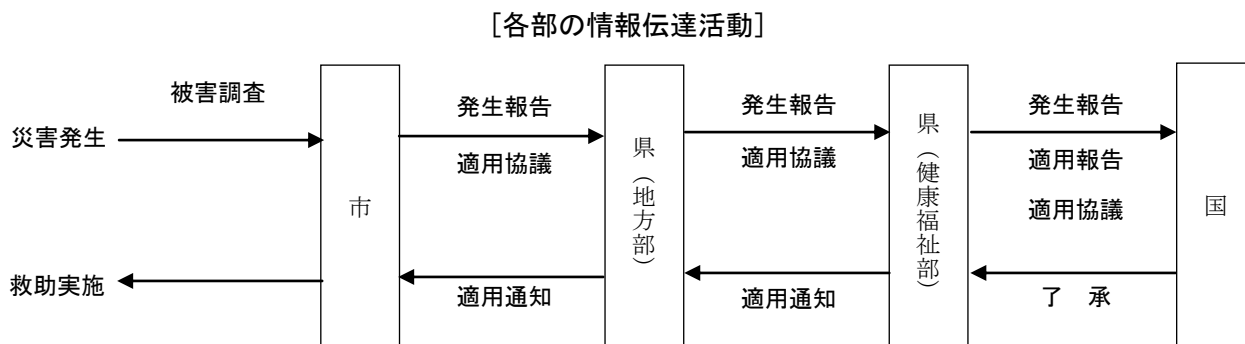 ［各部の情報伝達活動］
災害発生
被害調査
市
発生報告
適用協議
県（地方部）
発生報告
適用協議
県（健康福祉部）
発生報告
適用報告
適用協議
国
了　承
適用通知
適用通知
救助実施